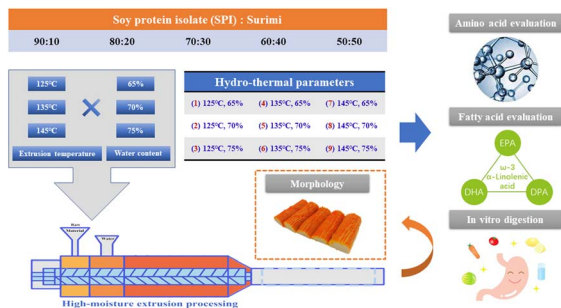 Soy protein isolate (SPI) : Surimi
90:10 80:20 70:30 60:40 50:50
125℃ 65%
135℃ 70%
145℃ 75%
Extrusion temperature Water content
Hydro-thermal parameters
(1) 125℃, 65% (4) 135℃, 65% (7) 145℃, 65%
(2) 125℃, 70% (5) 135℃, 70% (8) 145℃, 70%
(3) 125℃, 75% (6) 135℃, 75% (9) 145℃, 75%
Morphology
Raw
Material
Water
High-moisture extrusion processing
Amino acid evaluation
Fatty acid evaluation
EPA
ω-3
α-Linolenic
acid
DHA DPA
In vitro digestion